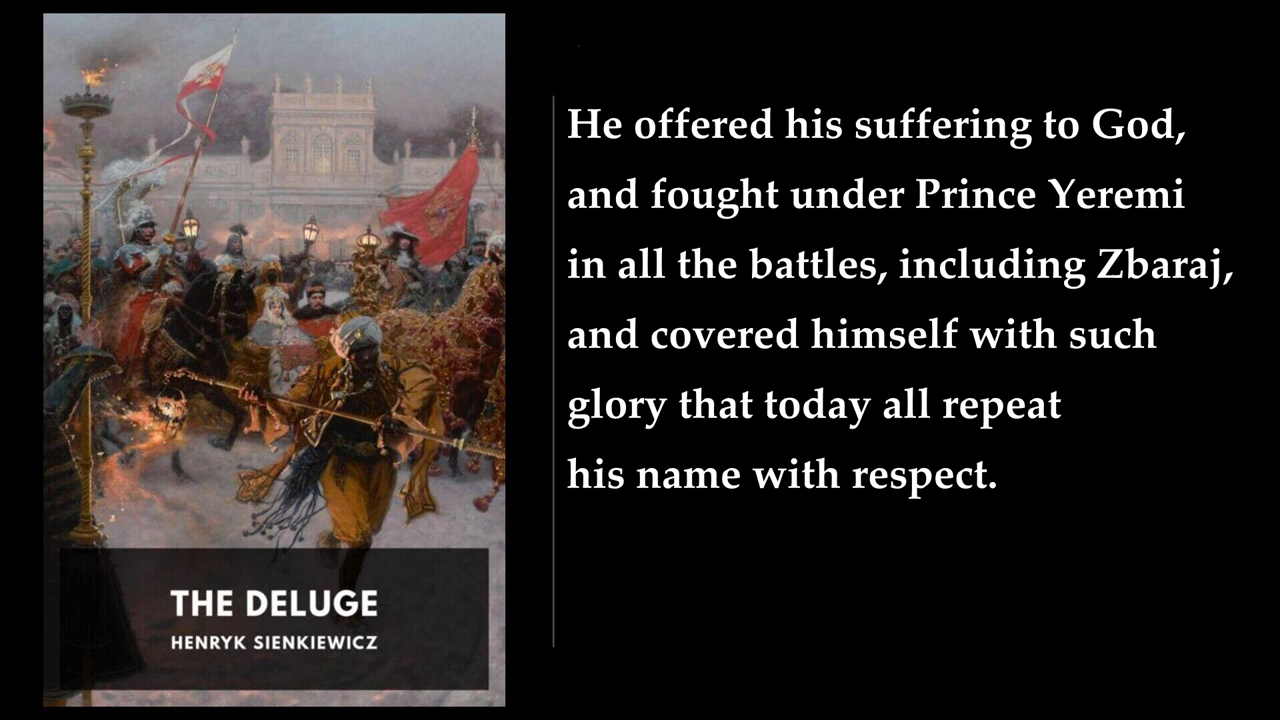 He offered his suffering to God,
and fought under Prince Yeremi
in all the battles, including Zbaraj,
and covered himself with such
glory that today all repeat
his name with respect.
THE DELUGE
HENRYK SIENKIEWICZ